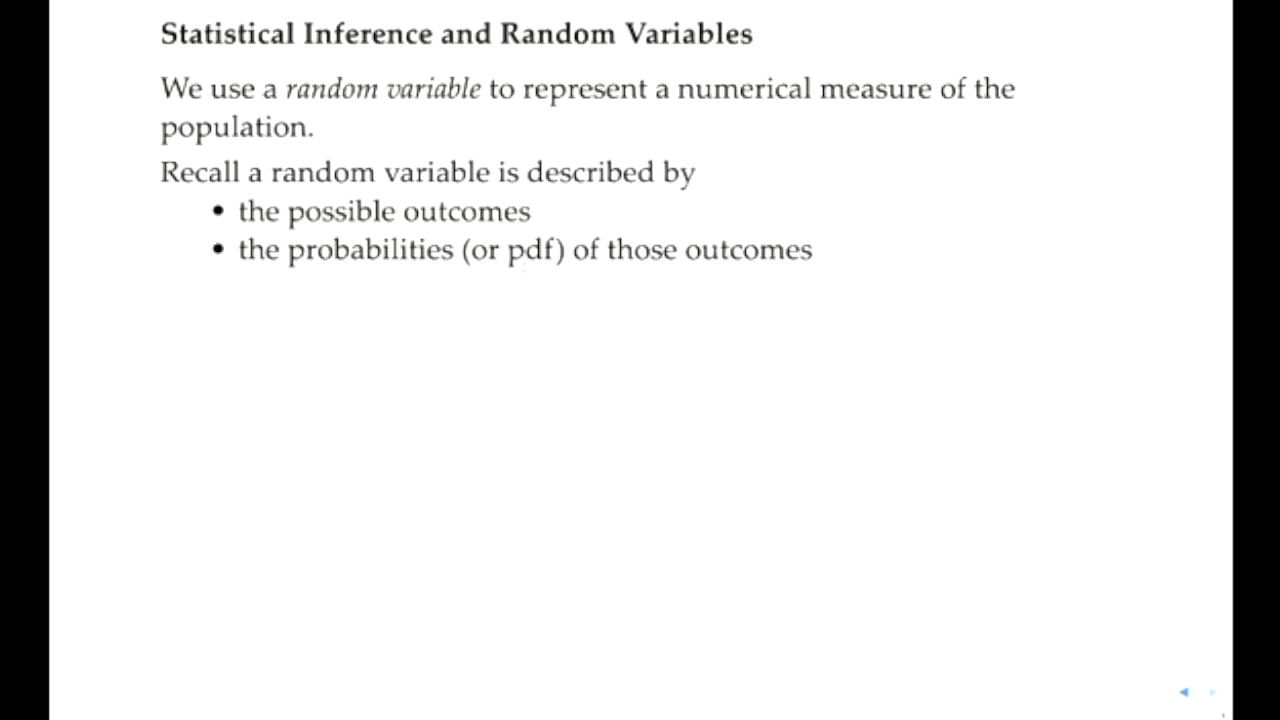 Statistical Inference and Random Variables
We use a random variable to represent a numerical measure of the
population.
Recall a random variable is described by
• the possible outcomes
• the probabilities (or pdf) of those outcomes